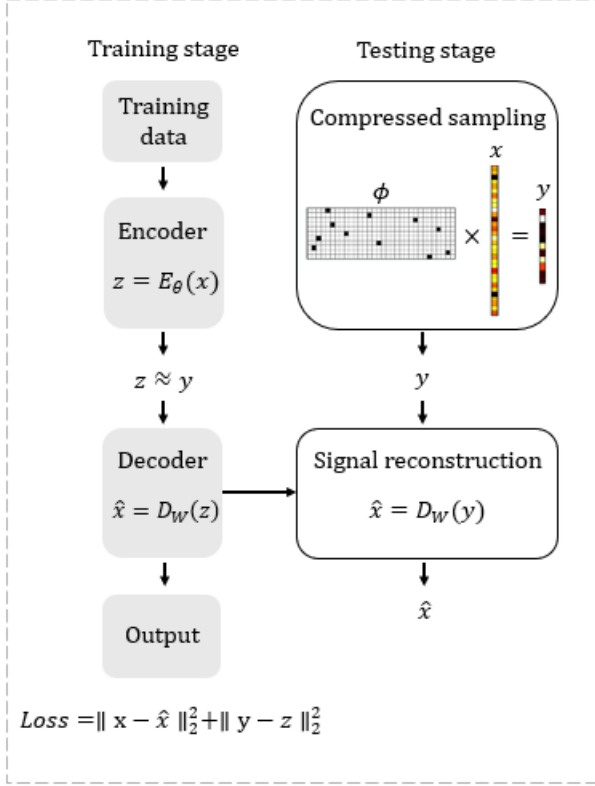 Training stage
Training
data
Encoder
z = E_θ(x)
z ≈ y
Decoder
x̂ = D_W(z)
Output
Testing stage
Compressed sampling
x
ϕ
y
×
=
y
Signal reconstruction
x̂ = D_W(y)
x̂
Loss =‖ x − x̂ ‖₂²+‖ y − z ‖₂²